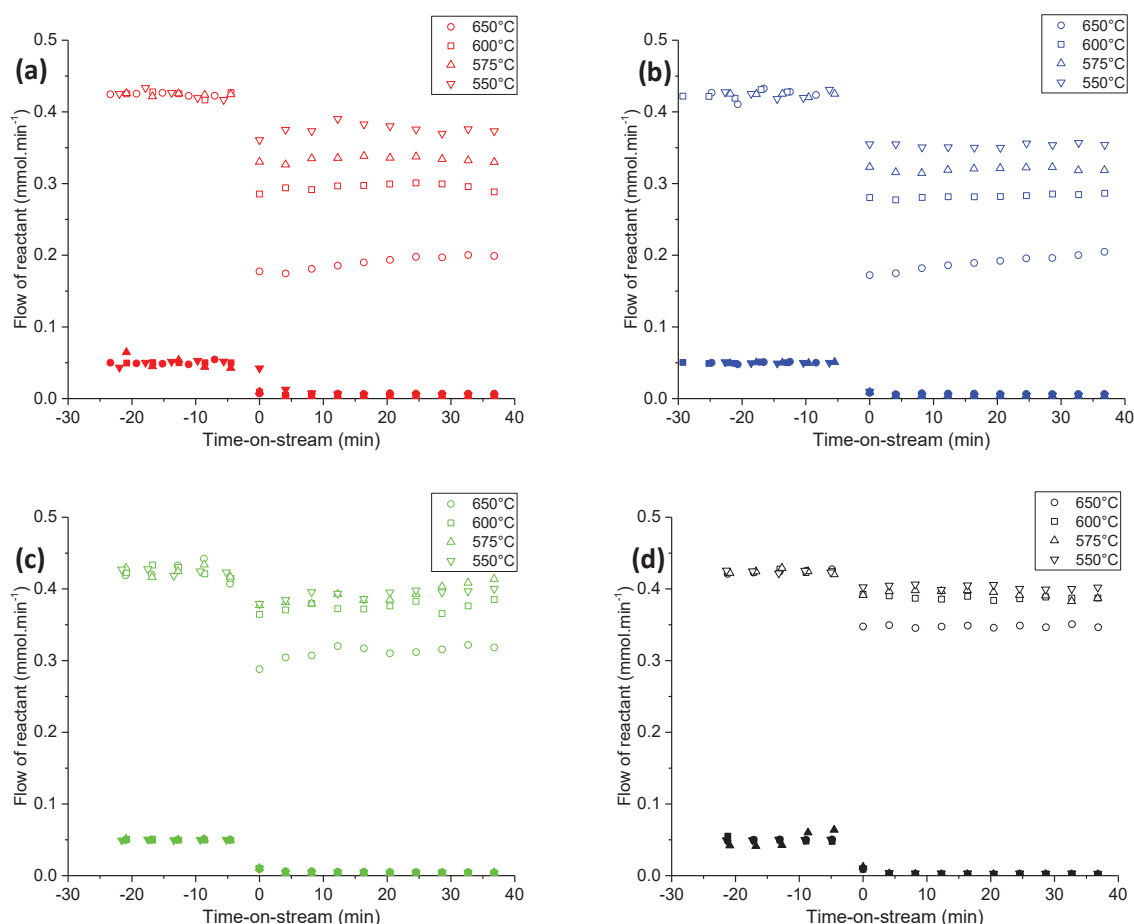 (a)
650°C
600°C
575°C
550°C
0.5
0.4
0.3
0.2
0.1
0.0
Flow of reactant (mmol.min-1)
-30 -20 -10 0 10 20 30 40
Time-on-stream (min)
(b)
650°C
600°C
575°C
550°C
0.5
0.4
0.3
0.2
0.1
0.0
Flow of reactant (mmol.min-1)
-30 -20 -10 0 10 20 30 40
Time-on-stream (min)
(c)
650°C
600°C
575°C
550°C
0.5
0.4
0.3
0.2
0.1
0.0
Flow of reactant (mmol.min-1)
-30 -20 -10 0 10 20 30 40
Time-on-stream (min)
(d)
650°C
600°C
575°C
550°C
0.5
0.4
0.3
0.2
0.1
0.0
Flow of reactant (mmol.min-1)
-30 -20 -10 0 10 20 30 40
Time-on-stream (min)